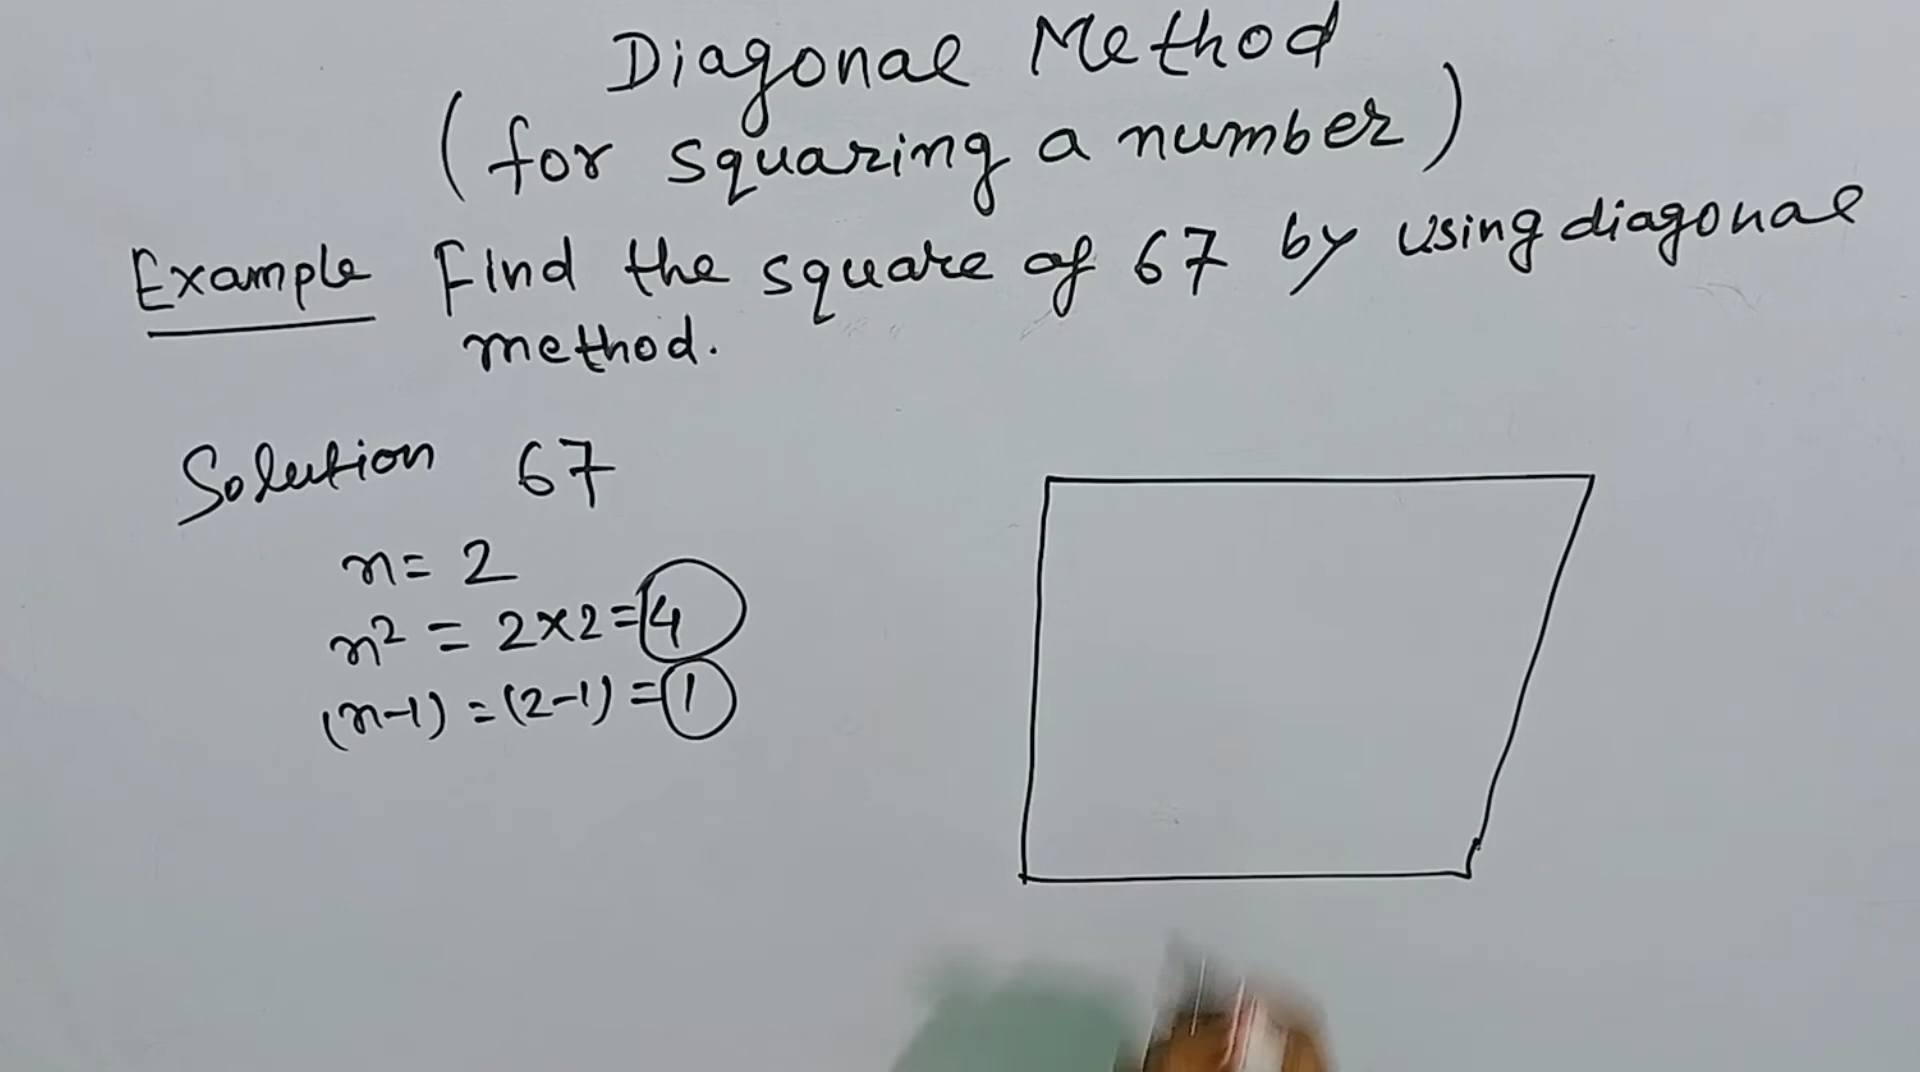 Diagonal Method
(for squaring a number)
Example Find the square of 67 by using diagonal
method.
Solution 67
n = 2
n² = 2×2 = 4
(n-1) = (2-1) = 1